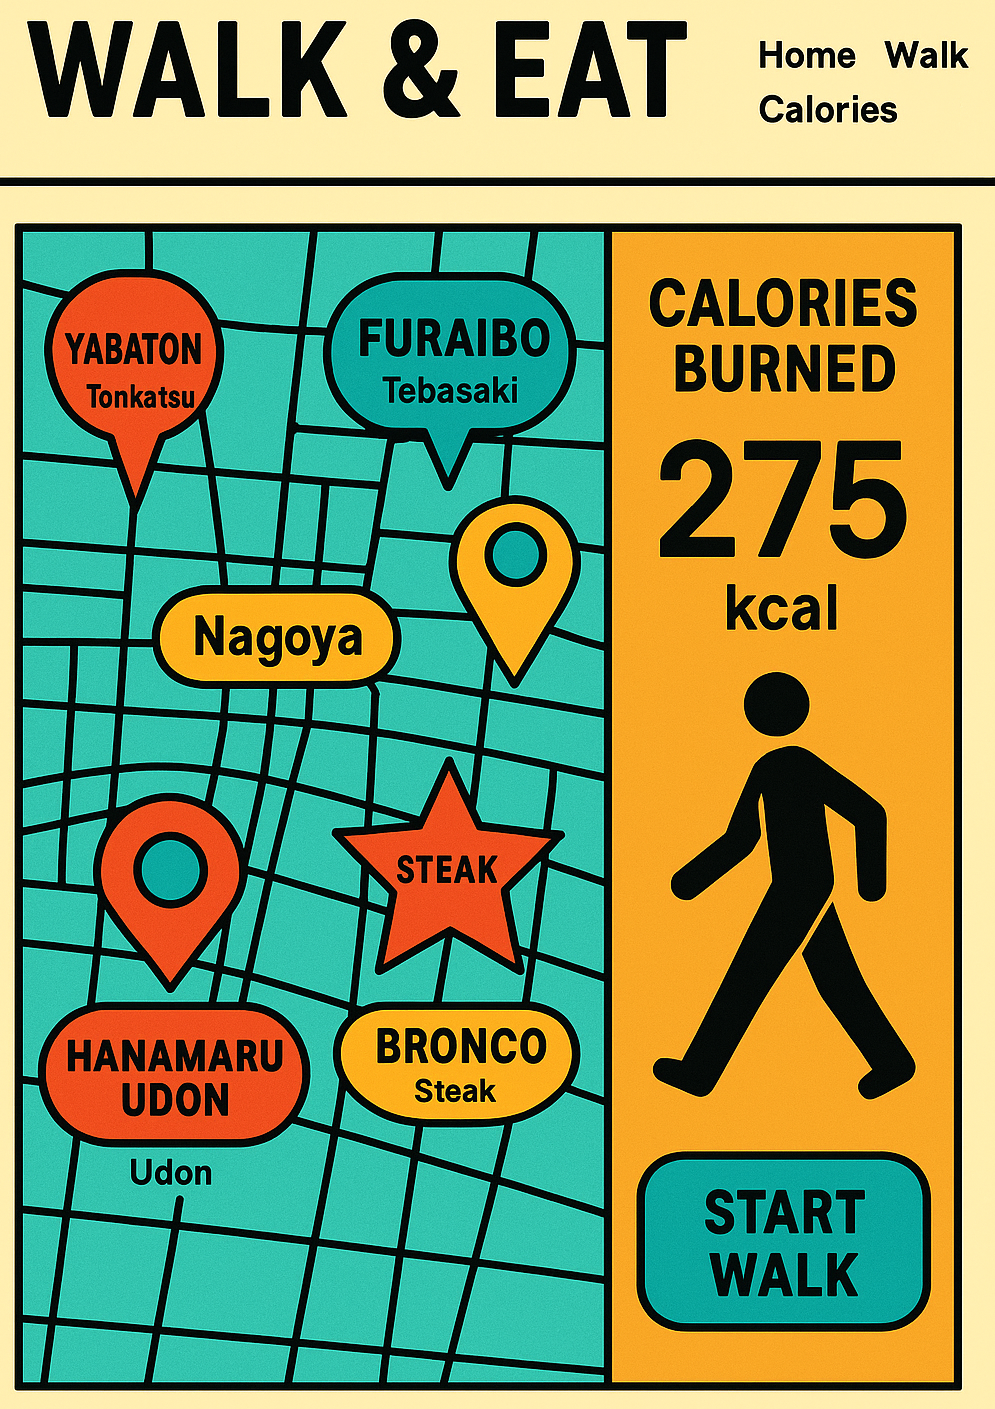 WALK & EAT
Home Walk
Calories
YABATON
Tonkatsu
FURAIBO
Tebasaki
Nagoya
STEAK
HANAMARU
UDON
Udon
BRONCO
Steak
CALORIES
BURNED
275
kcal
START
WALK